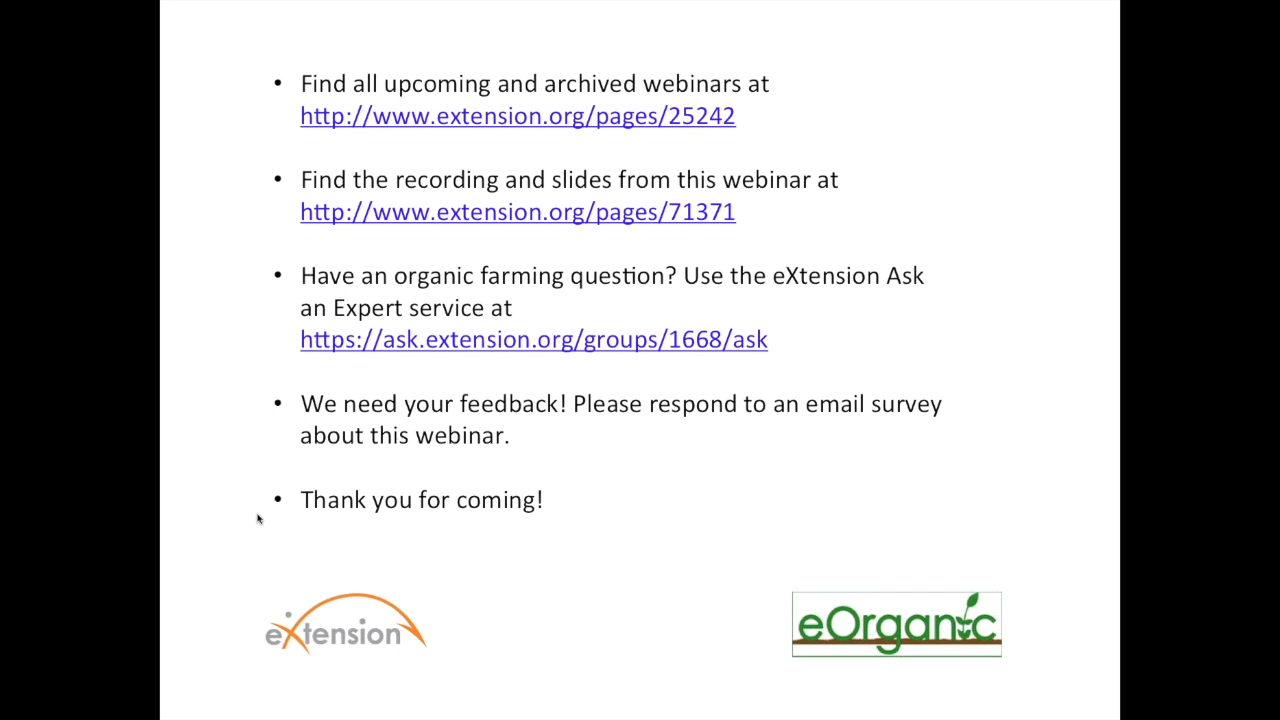 • Find all upcoming and archived webinars at
http://www.extension.org/pages/25242
• Find the recording and slides from this webinar at
http://www.extension.org/pages/71371
• Have an organic farming question? Use the eXtension Ask
an Expert service at
https://ask.extension.org/groups/1668/ask
• We need your feedback! Please respond to an email survey
about this webinar.
• Thank you for coming!
eXtension
eOrganic